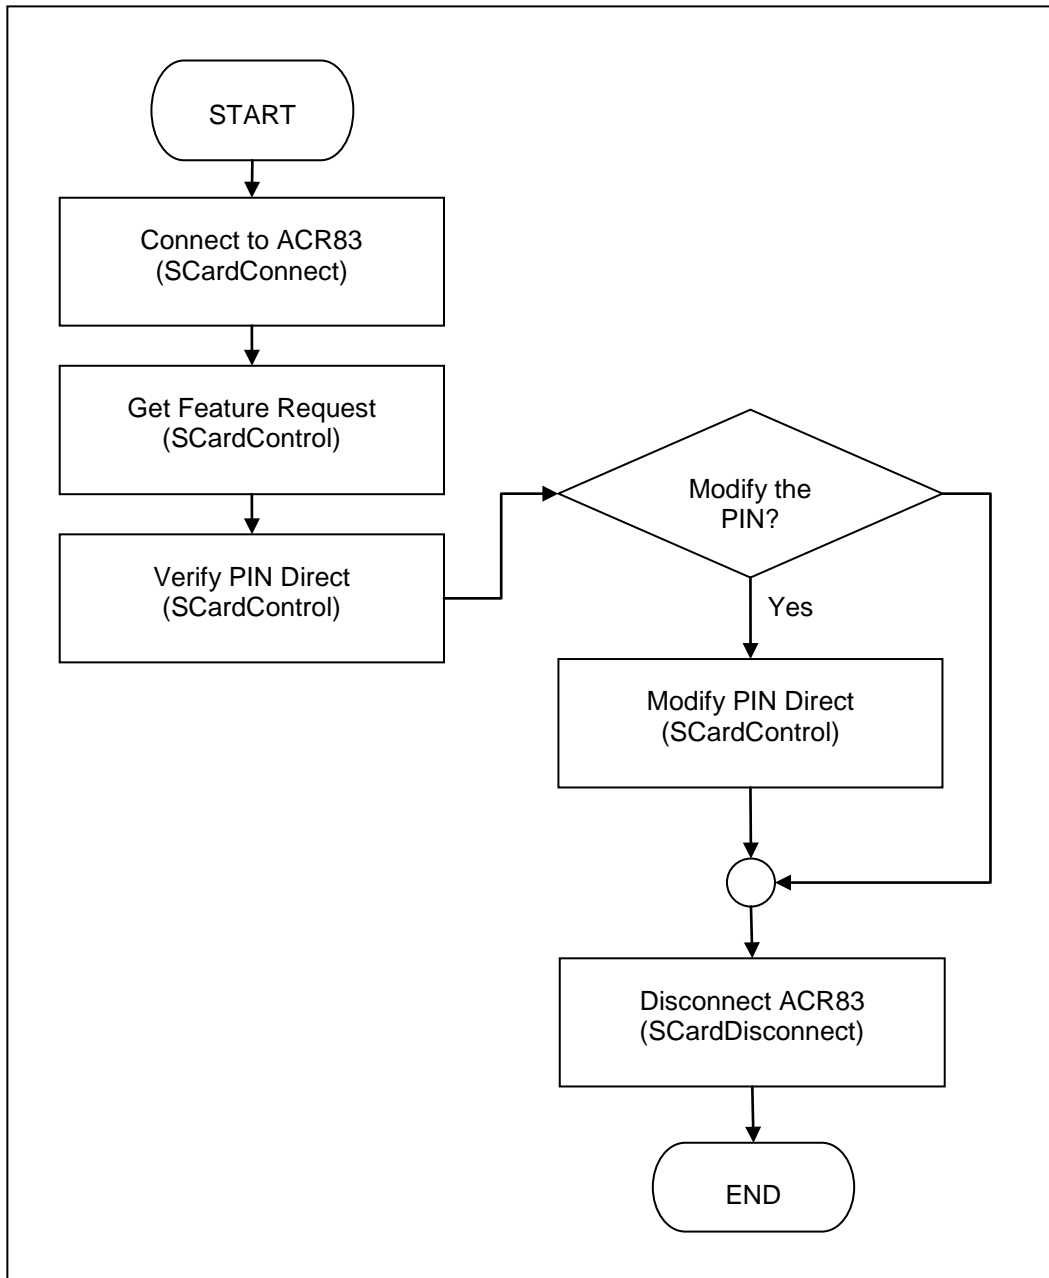 START
Connect to ACR83
(SCardConnect)
Get Feature Request
(SCardControl)
Verify PIN Direct
(SCardControl)
Modify the
PIN?
Yes
Modify PIN Direct
(SCardControl)
Disconnect ACR83
(SCardDisconnect)
END